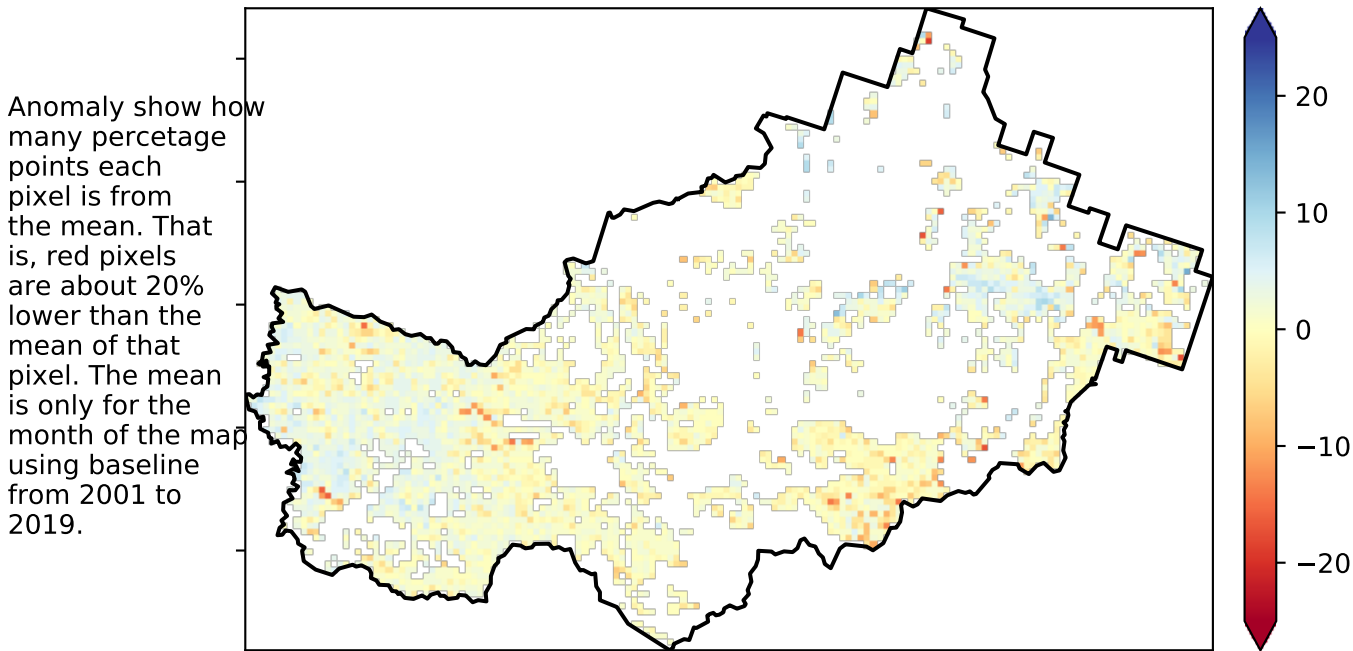 Anomaly show how
many percetage
points each
pixel is from
the mean. That
is, red pixels
are about 20%
lower than the
mean of that
pixel. The mean
is only for the
month of the map
using baseline
from 2001 to
2019.
20
10
0
−10
−20